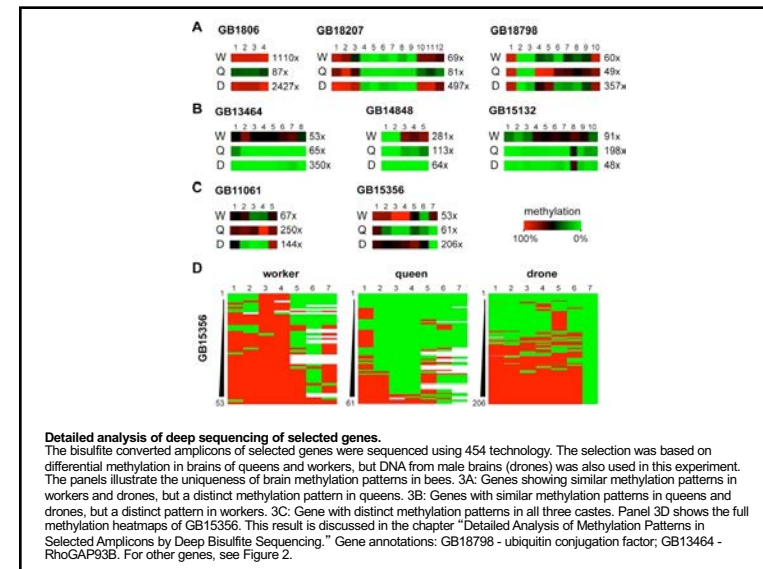 A GB1806 GB18207 GB18798
1 2 3 4 1 2 3 4 5 6 7 8 9 101112 1 2 3 4 5 6 7 8 9 10
W 1110x W 69x W 60x
Q 87x Q 81x Q 49x
D 2427x D 497x D 357x
B GB13464 GB14848 GB15132
1 2 3 4 5 6 7 8 1 2 3 4 5 1 2 3 4 5 6 7 8 9 10
W 53x W 281x W 91x
Q 65x Q 113x Q 198x
D 350x D 64x D 48x
C GB11061 GB15356
1 2 3 4 5 1 2 3 4 5 6 7 methylation
W 67x W 53x
Q 250x Q 61x 100% 0%
D 144x D 206x
D worker queen drone
1 2 3 4 5 6 7 1 2 3 4 5 6 7 1 2 3 4 5 6 7
1 1 1
GB15356
53 61 206
Detailed analysis of deep sequencing of selected genes.
The bisulfite converted amplicons of selected genes were sequenced using 454 technology. The selection was based on
differential methylation in brains of queens and workers, but DNA from male brains (drones) was also used in this experiment.
The panels illustrate the uniqueness of brain methylation patterns in bees. 3A: Genes showing similar methylation patterns in
workers and drones, but a distinct methylation pattern in queens. 3B: Genes with similar methylation patterns in queens and
drones, but a distinct pattern in workers. 3C: Gene with distinct methylation patterns in all three castes. Panel 3D shows the full
methylation heatmaps of GB15356. This result is discussed in the chapter “Detailed Analysis of Methylation Patterns in
Selected Amplicons by Deep Bisulfite Sequencing.” Gene annotations: GB18798 - ubiquitin conjugation factor; GB13464 -
RhoGAP93B. For other genes, see Figure 2.